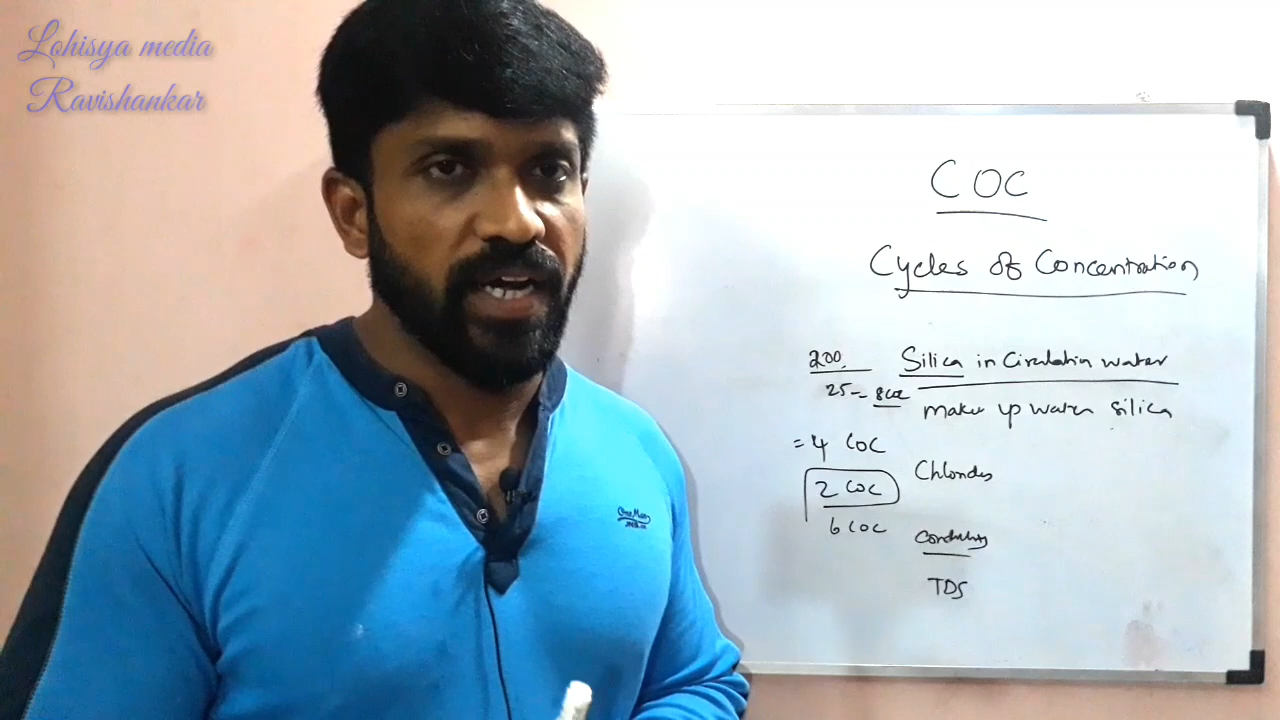 Lohisya media
Ravishankar
COC
Cycles of Concentration
200 Silica in Circulation water
25 = 8 COC make up water silica
= 4 COC
Chlorides
2 COC
6 COC
TDS